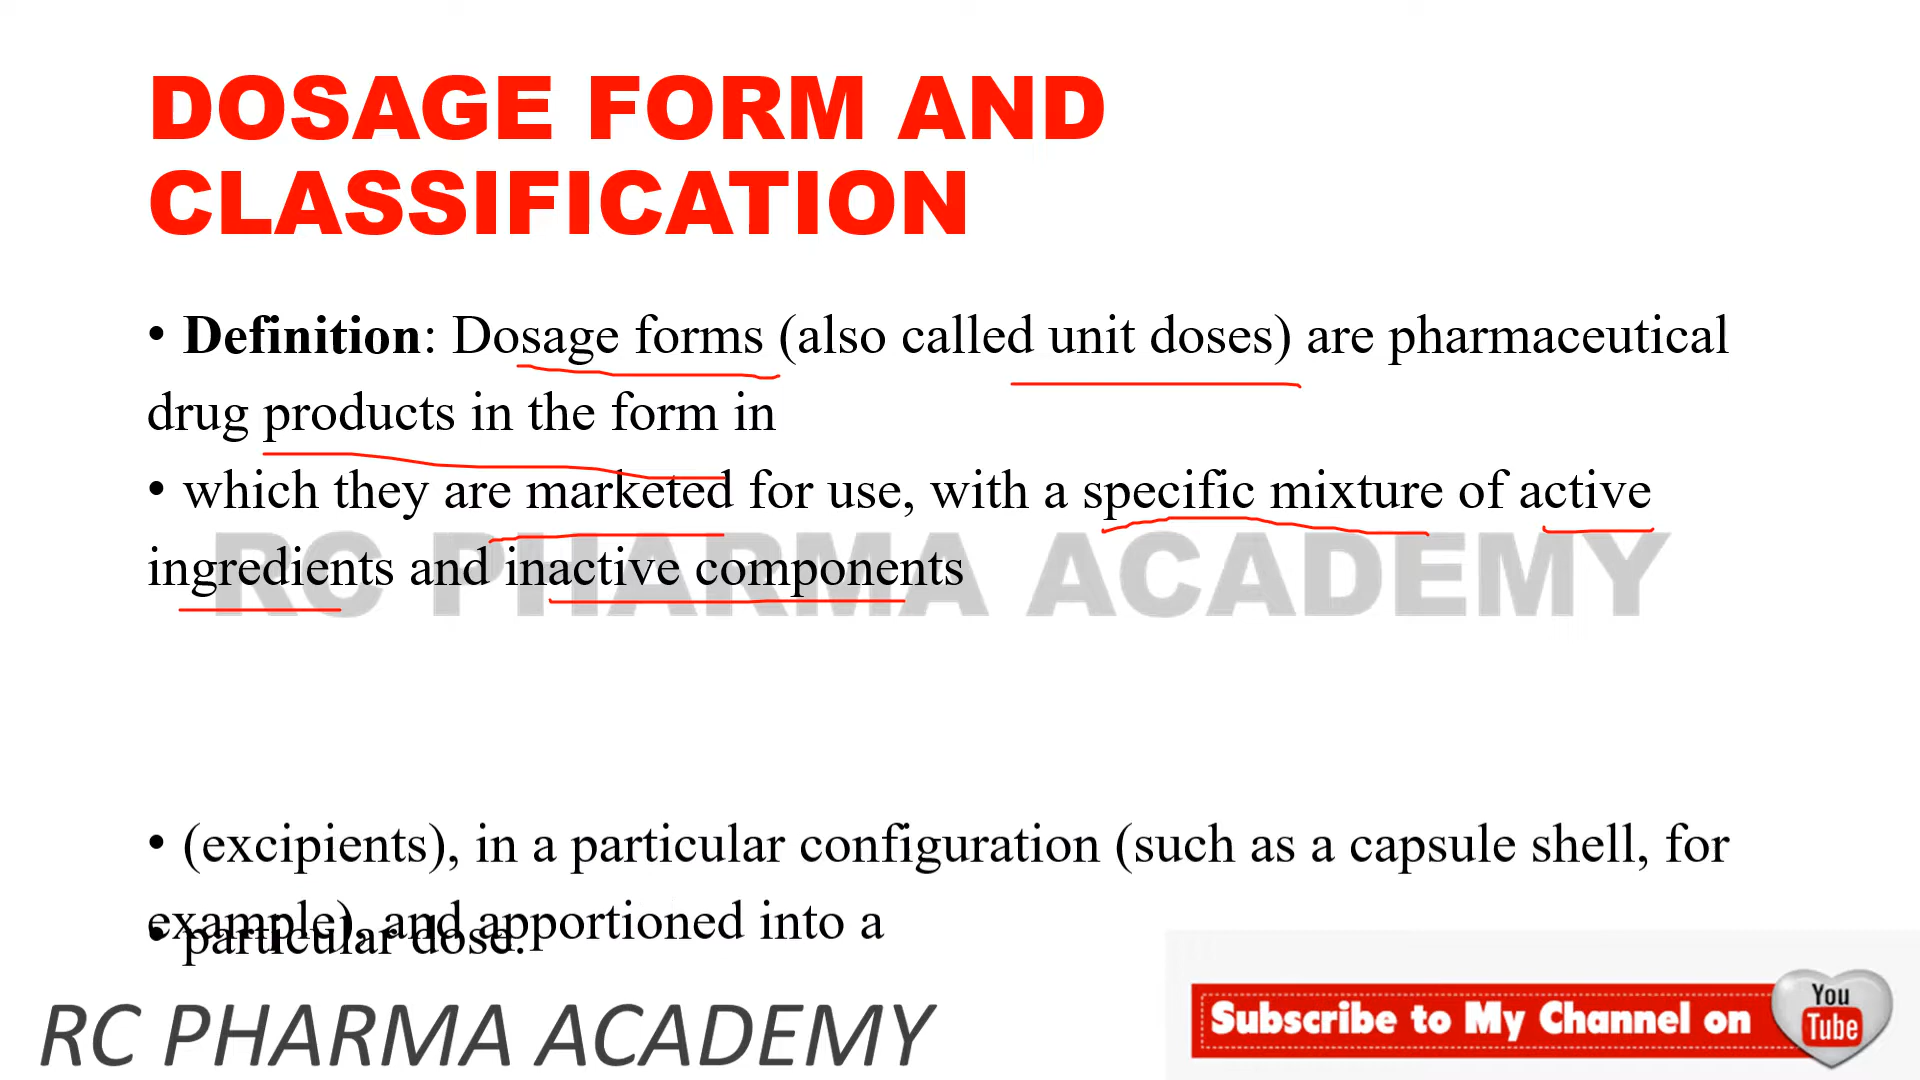 DOSAGE FORM AND
CLASSIFICATION
• Definition: Dosage forms (also called unit doses) are pharmaceutical
drug products in the form in
• which they are marketed for use, with a specific mixture of active
ingredients and inactive components
RC PHARMA ACADEMY
• (excipients), in a particular configuration (such as a capsule shell, for
example), and apportioned into a
• particular dose.
RC PHARMA ACADEMY
Subscribe to My Channel on
You
Tube